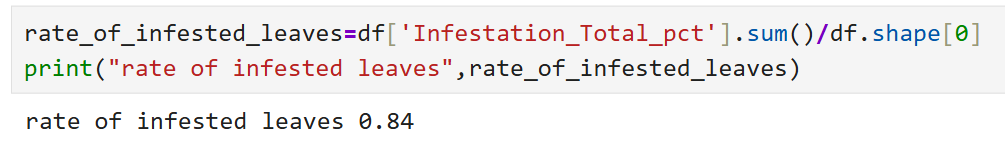 rate_of_infested_leaves=df['Infestation_Total_pct'].sum()/df.shape[0]
print("rate of infested leaves",rate_of_infested_leaves)
rate of infested leaves 0.84